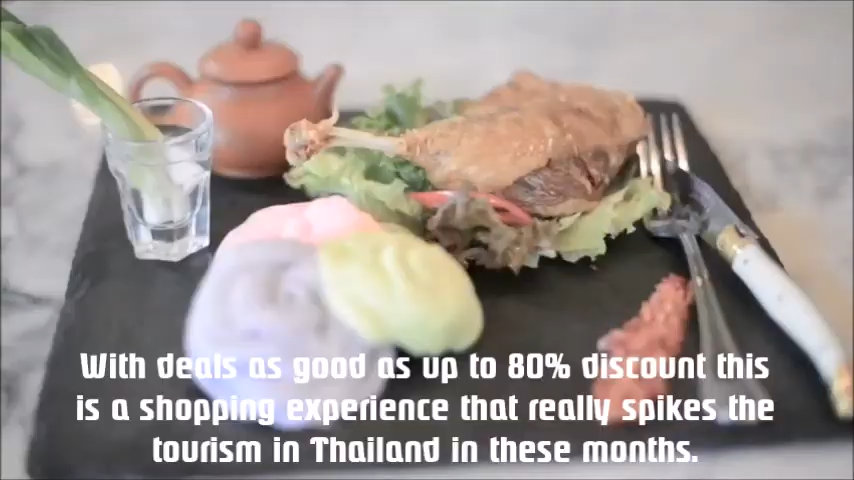 With deals as good as up to 80% discount this
is a shopping experience that really spikes the
tourism in Thailand in these months.